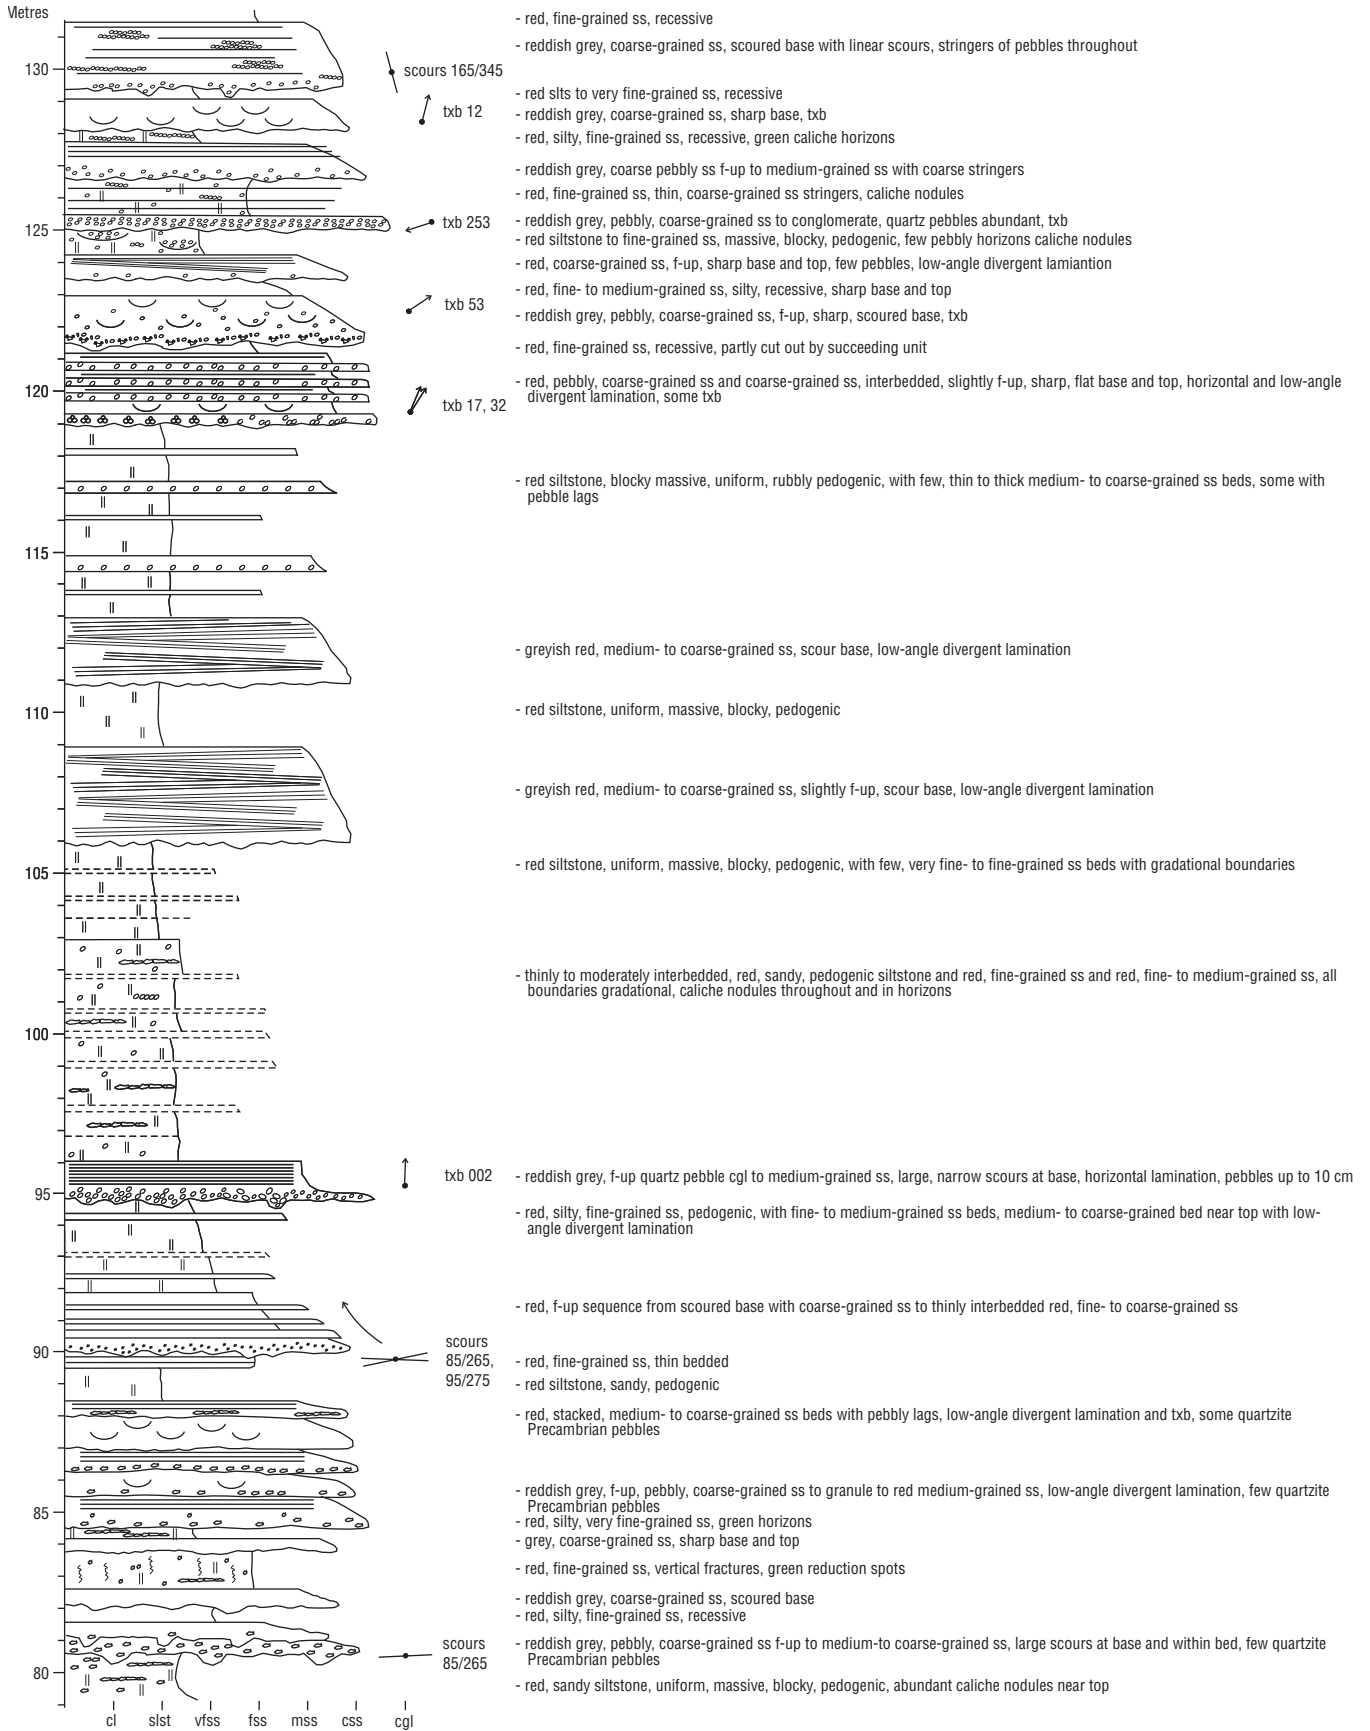 Metres
- red, fine-grained ss, recessive
- reddish grey, coarse-grained ss, scoured base with linear scours, stringers of pebbles throughout
130
scours 165/345
- red slts to very fine-grained ss, recessive
txb 12
- reddish grey, coarse-grained ss, sharp base, txb
- red, silty, fine-grained ss, recessive, green caliche horizons
- reddish grey, coarse pebbly ss f-up to medium-grained ss with coarse stringers
- red, fine-grained ss, thin, coarse-grained ss stringers, caliche nodules
125
txb 253
- reddish grey, pebbly, coarse-grained ss to conglomerate, quartz pebbles abundant, txb
- red siltstone to fine-grained ss, massive, blocky, pedogenic, few pebbly horizons caliche nodules
- red, coarse-grained ss, f-up, sharp base and top, few pebbles, low-angle divergent lamiantion
- red, fine- to medium-grained ss, silty, recessive, sharp base and top
txb 53
- reddish grey, pebbly, coarse-grained ss, f-up, sharp, scoured base, txb
- red, fine-grained ss, recessive, partly cut out by succeeding unit
120
txb 17, 32
- red, pebbly, coarse-grained ss and coarse-grained ss, interbedded, slightly f-up, sharp, flat base and top, horizontal and low-angle
divergent lamination, some txb
- red siltstone, blocky massive, uniform, rubbly pedogenic, with few, thin to thick medium- to coarse-grained ss beds, some with
pebble lags
115
- greyish red, medium- to coarse-grained ss, scour base, low-angle divergent lamination
110
- red siltstone, uniform, massive, blocky, pedogenic
- greyish red, medium- to coarse-grained ss, slightly f-up, scour base, low-angle divergent lamination
105
- red siltstone, uniform, massive, blocky, pedogenic, with few, very fine- to fine-grained ss beds with gradational boundaries
- thinly to moderately interbedded, red, sandy, pedogenic siltstone and red, fine-grained ss and red, fine- to medium-grained ss, all
boundaries gradational, caliche nodules throughout and in horizons
100
95
txb 002
- reddish grey, f-up quartz pebble cgl to medium-grained ss, large, narrow scours at base, horizontal lamination, pebbles up to 10 cm
- red, silty, fine-grained ss, pedogenic, with fine- to medium-grained ss beds, medium- to coarse-grained bed near top with low-
angle divergent lamination
- red, f-up sequence from scoured base with coarse-grained ss to thinly interbedded red, fine- to coarse-grained ss
90
scours
85/265,
95/275
- red, fine-grained ss, thin bedded
- red siltstone, sandy, pedogenic
- red, stacked, medium- to coarse-grained ss beds with pebbly lags, low-angle divergent lamination and txb, some quartzite
Precambrian pebbles
85
- reddish grey, f-up, pebbly, coarse-grained ss to granule to red medium-grained ss, low-angle divergent lamination, few quartzite
Precambrian pebbles
- red, silty, very fine-grained ss, green horizons
- grey, coarse-grained ss, sharp base and top
- red, fine-grained ss, vertical fractures, green reduction spots
- reddish grey, coarse-grained ss, scoured base
- red, silty, fine-grained ss, recessive
80
scours
85/265
- reddish grey, pebbly, coarse-grained ss f-up to medium-to coarse-grained ss, large scours at base and within bed, few quartzite
Precambrian pebbles
- red, sandy siltstone, uniform, massive, blocky, pedogenic, abundant caliche nodules near top
cl slst vfss fss mss css cgl